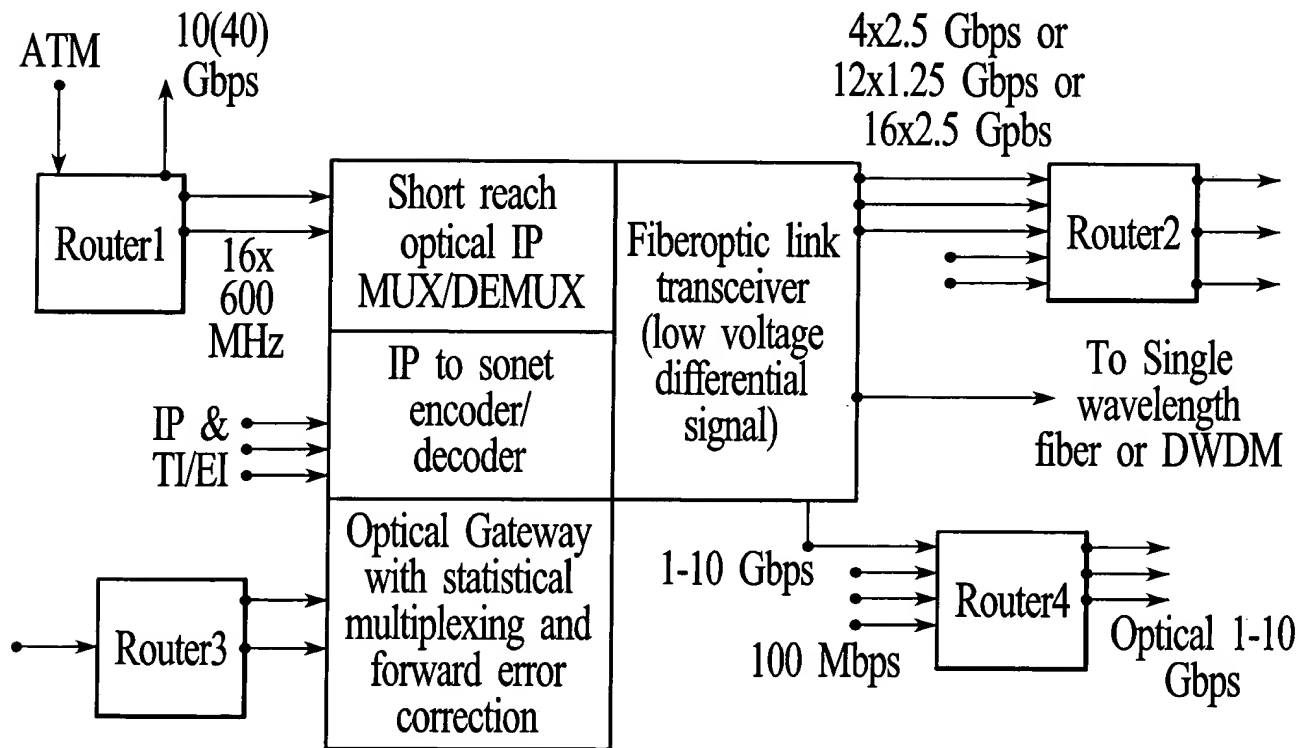 ATM
10(40)
Gbps
Router1
16x
600
MHz
Short reach
optical IP
MUX/DEMUX
IP to sonet
encoder/
decoder
Optical Gateway
with statistical
multiplexing and
forward error
correction
Fiberoptic link
transceiver
(low voltage
differential
signal)
4x2.5 Gbps or
12x1.25 Gbps or
16x2.5 Gpbs
Router2
To Single
wavelength
fiber or DWDM
IP &
TI/EI
Router3
1-10 Gbps
100 Mbps
Router4
Optical 1-10
Gbps